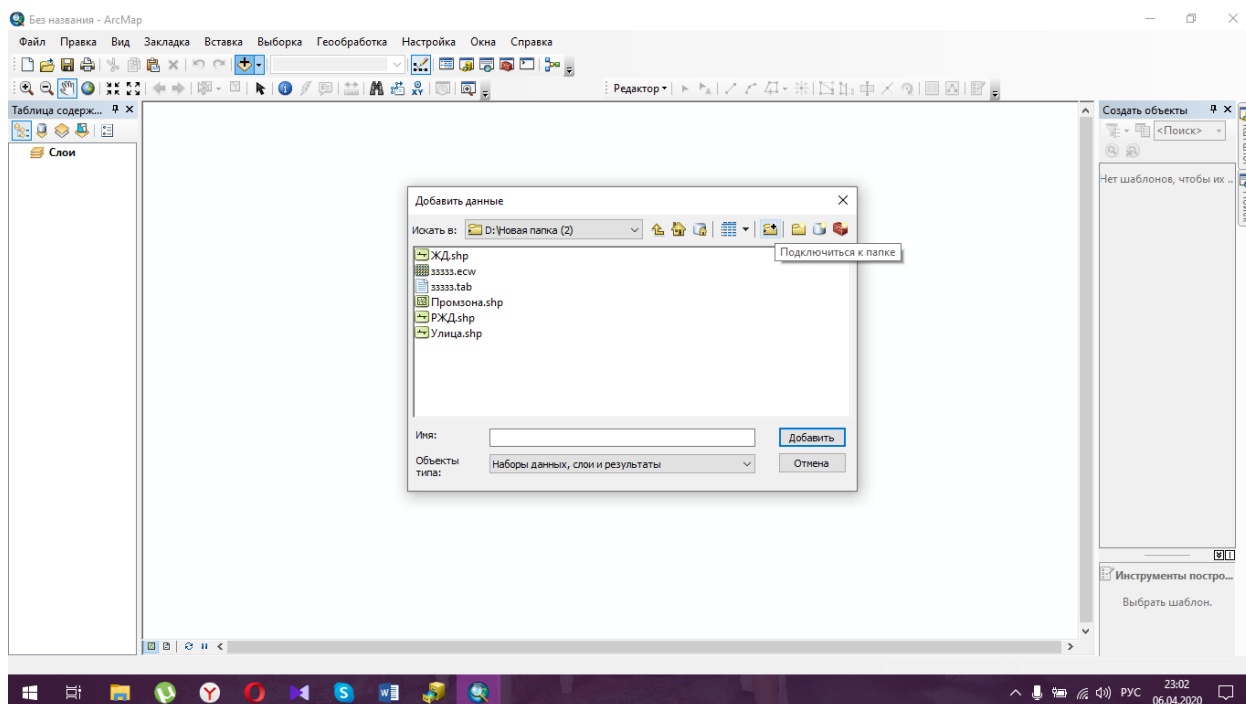 Без названия - ArcMap
Файл Правка Вид Закладка Вставка Выборка Геообработка Настройка Окна Справка
Редактор
Таблица содерж...
Слои
Создать объекты
<Поиск>
Нет шаблонов, чтобы их ..
Добавить данные
Искать в: D:\Новая папка (2)
Подключиться к папке
ЖД.shp
ззззз.ecw
ззззз.tab
Промзона.shp
РЖД.shp
Улица.shp
Имя:
Добавить
Объекты типа:
Наборы данных, слои и результаты
Отмена
Инструменты постро...
Выбрать шаблон.
РУС
23:02
06.04.2020